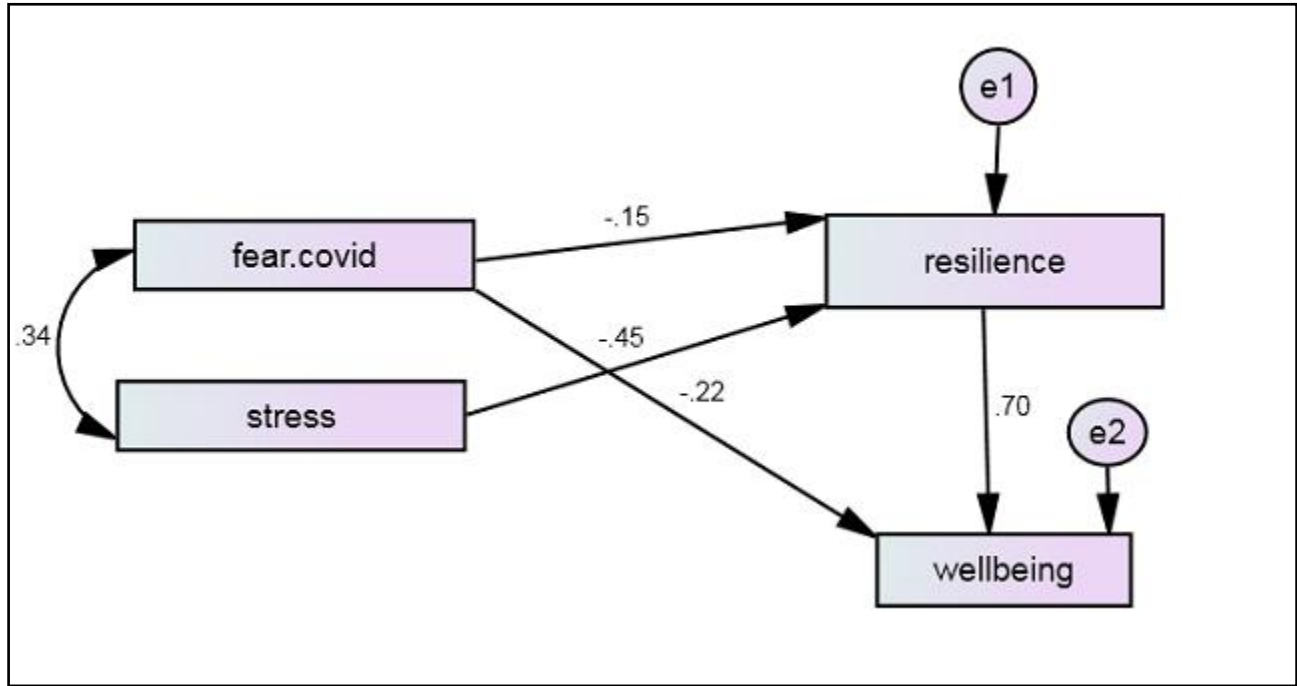 e1
-.15
fear.covid
resilience
.34
-.45
-.22
stress
.70
e2
wellbeing